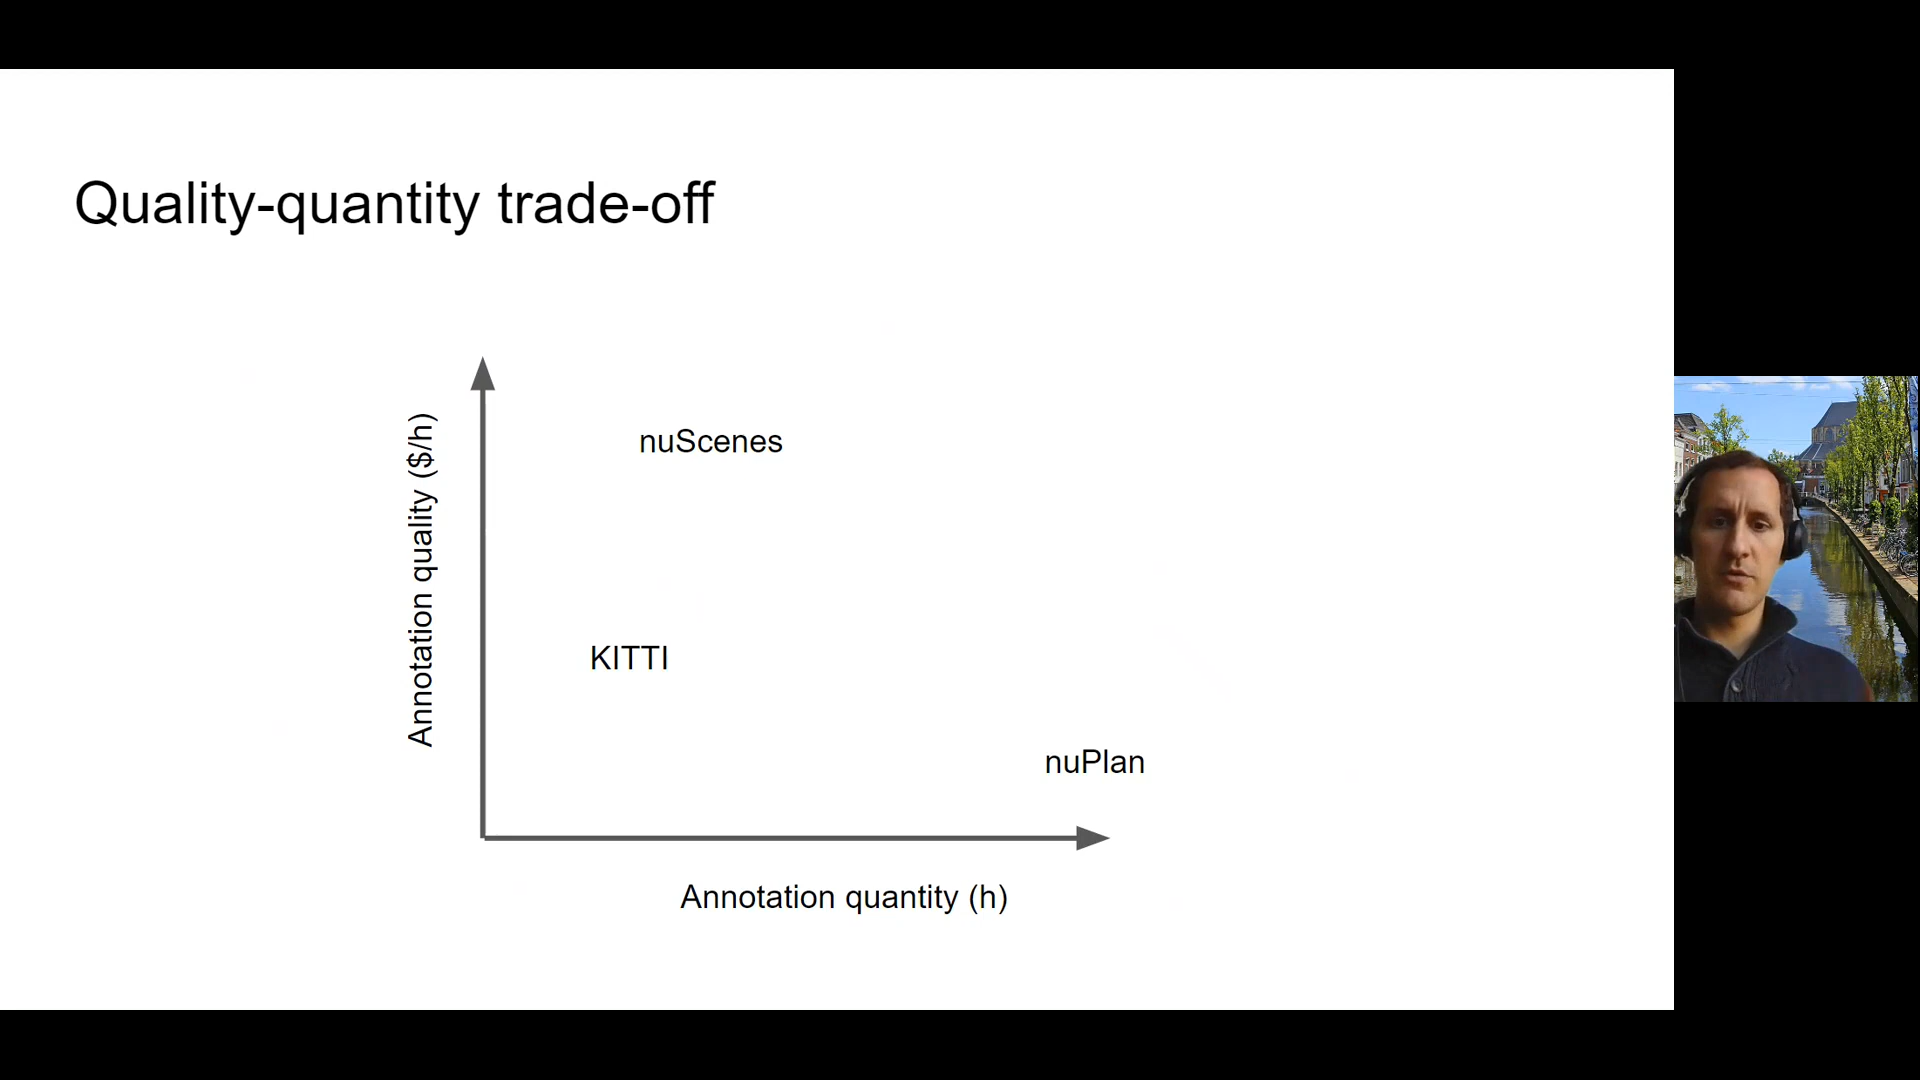 Quality-quantity trade-off
Annotation quality ($/h)
nuScenes
KITTI
nuPlan
Annotation quantity (h)